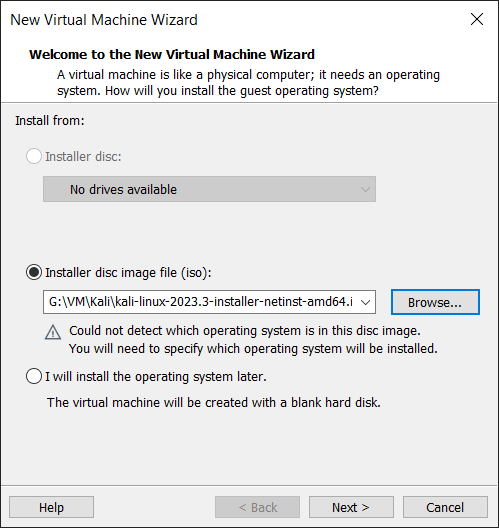 New Virtual Machine Wizard
Welcome to the New Virtual Machine Wizard
A virtual machine is like a physical computer; it needs an operating
system. How will you install the guest operating system?
Install from:
Installer disc:
No drives available
Installer disc image file (iso):
G:\VM\Kali\kali-linux-2023.3-installer-netinst-amd64.i
Browse...
Could not detect which operating system is in this disc image.
You will need to specify which operating system will be installed.
I will install the operating system later.
The virtual machine will be created with a blank hard disk.
Help
< Back
Next >
Cancel